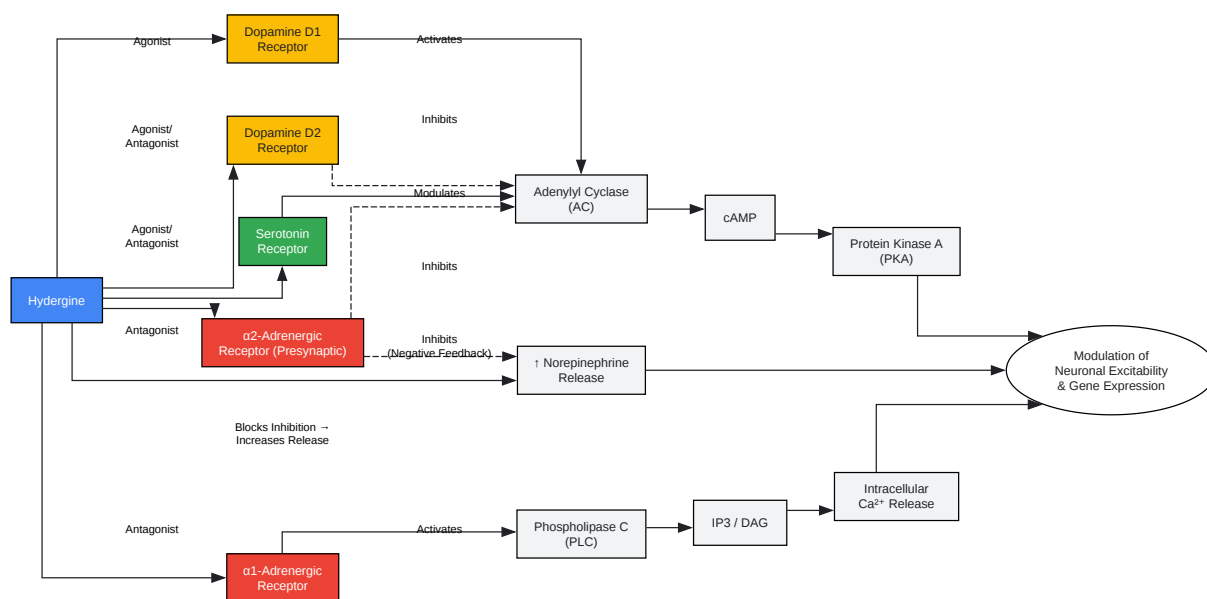 Dopamine D1
Receptor
Agonist
Activates
Dopamine D2
Receptor
Agonist/
Antagonist
Inhibits
Adenylyl Cyclase
(AC)
Modulates
cAMP
Serotonin
Receptor
Agonist/
Antagonist
Protein Kinase A
(PKA)
Inhibits
Hydergine
Antagonist
α2-Adrenergic
Receptor (Presynaptic)
Inhibits
(Negative Feedback)
↑ Norepinephrine
Release
Modulation of
Neuronal Excitability
& Gene Expression
Blocks Inhibition →
Increases Release
Intracellular
Ca²⁺ Release
Antagonist
Activates
Phospholipase C
(PLC)
IP3 / DAG
α1-Adrenergic
Receptor